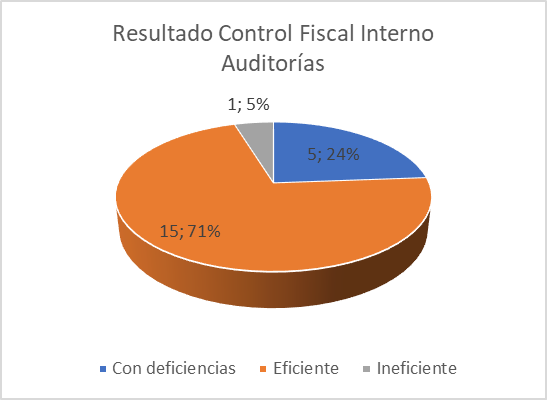 Resultado Control Fiscal Interno
Auditorías
1; 5%
5; 24%
15; 71%
Con deficiencias
Eficiente
Ineficiente